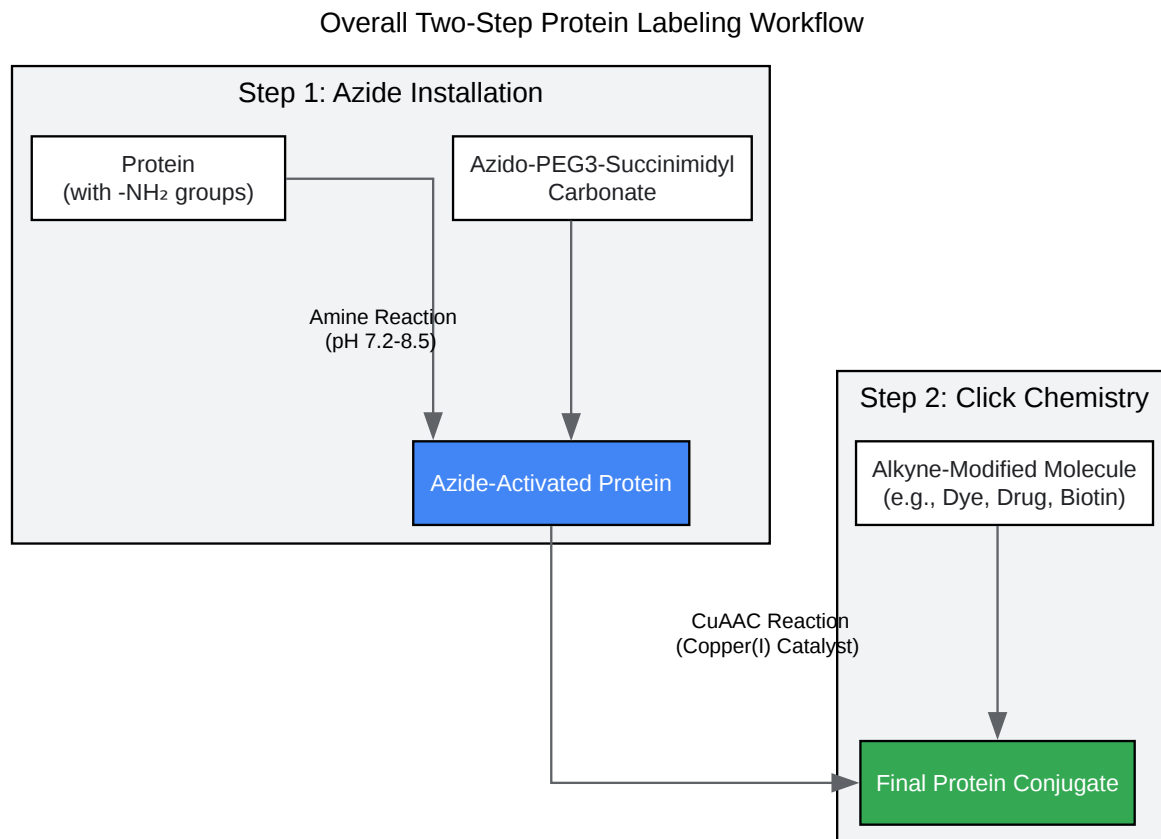 Overall Two-Step Protein Labeling Workflow
Step 1: Azide Installation
Protein
(with -NH₂ groups)
Azido-PEG3-Succinimidyl
Carbonate
Amine Reaction
(pH 7.2-8.5)
Azide-Activated Protein
Step 2: Click Chemistry
Alkyne-Modified Molecule
(e.g., Dye, Drug, Biotin)
CuAAC Reaction
(Copper(I) Catalyst)
Final Protein Conjugate